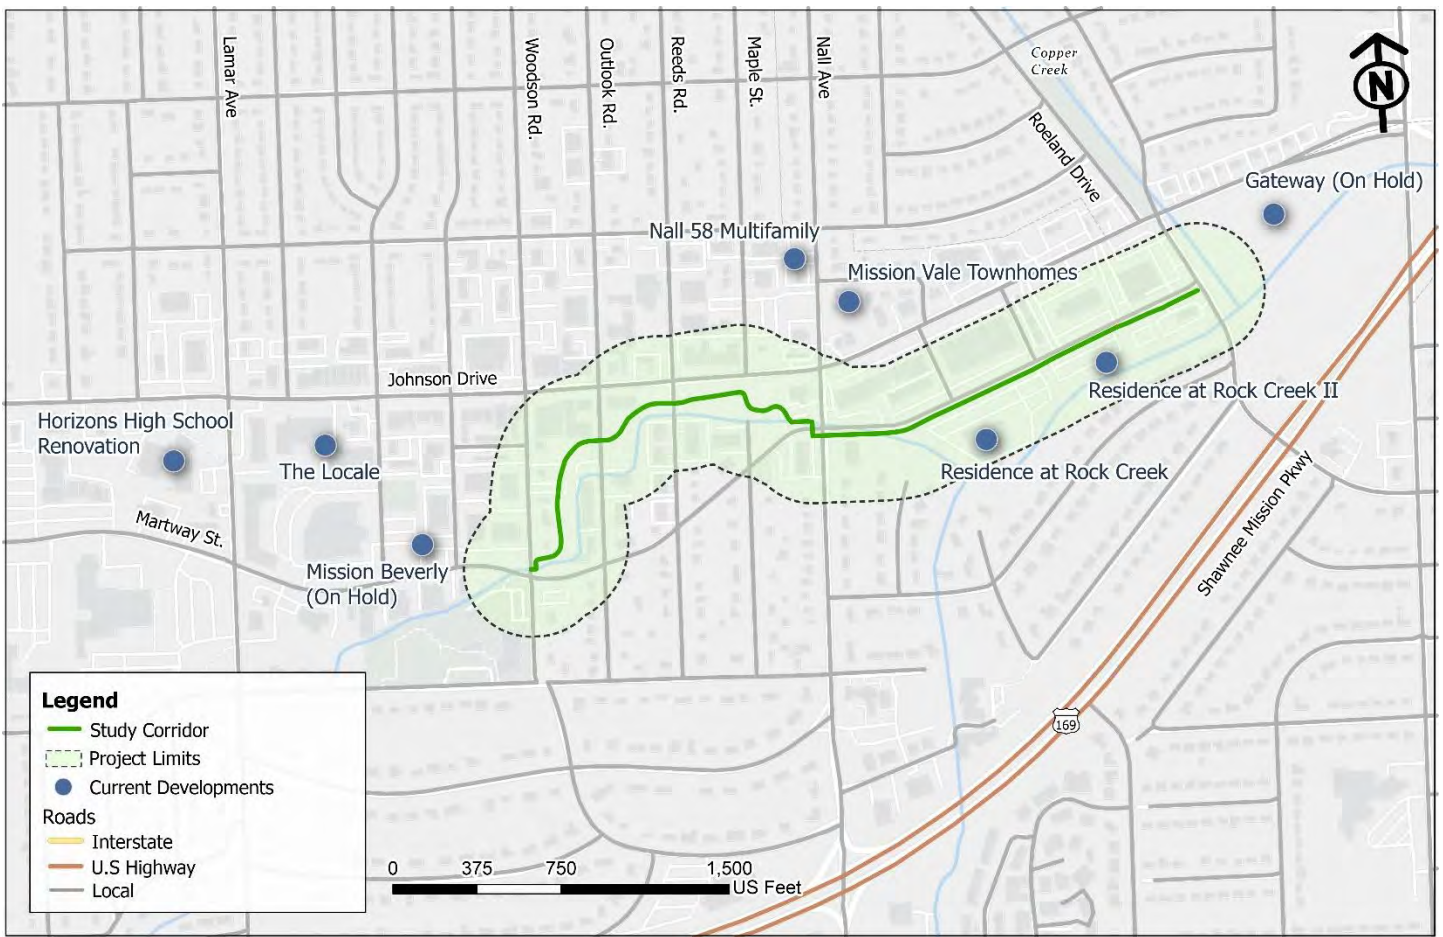 Lamar Ave
Woodson Rd.
Outlook Rd.
Reeds Rd.
Maple St.
Nall Ave
Copper
Creek
Roeland Drive
N
Gateway (On Hold)
Nall 58 Multifamily
Mission Vale Townhomes
Johnson Drive
Residence at Rock Creek II
Horizons High School
Renovation
The Locale
Residence at Rock Creek
Martway St.
Mission Beverly
(On Hold)
Shawnee Mission Pkwy
169
Legend
Study Corridor
Project Limits
Current Developments
Roads
Interstate
U.S Highway
Local
0 375 750 1,500
US Feet